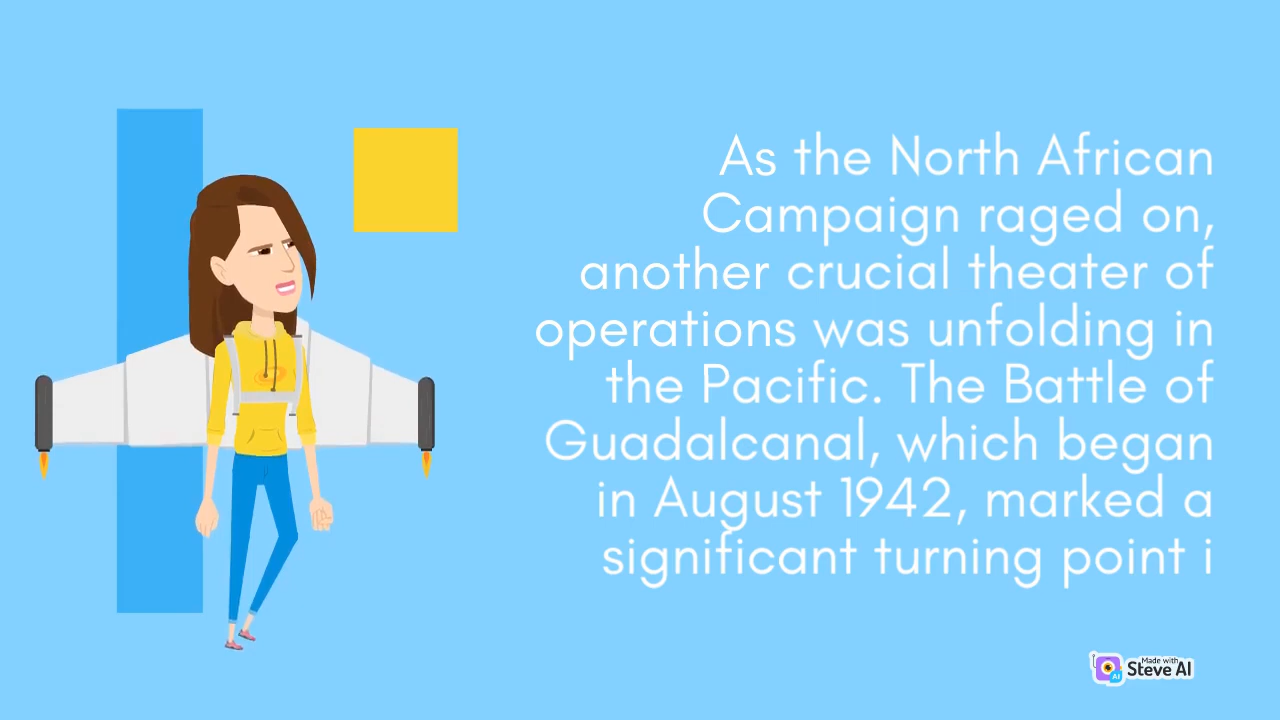 As the North African
Campaign raged on,
another crucial theater of
operations was unfolding in
the Pacific. The Battle of
Guadalcanal, which began
in August 1942, marked a
significant turning point i
Made with
Steve AI
AI